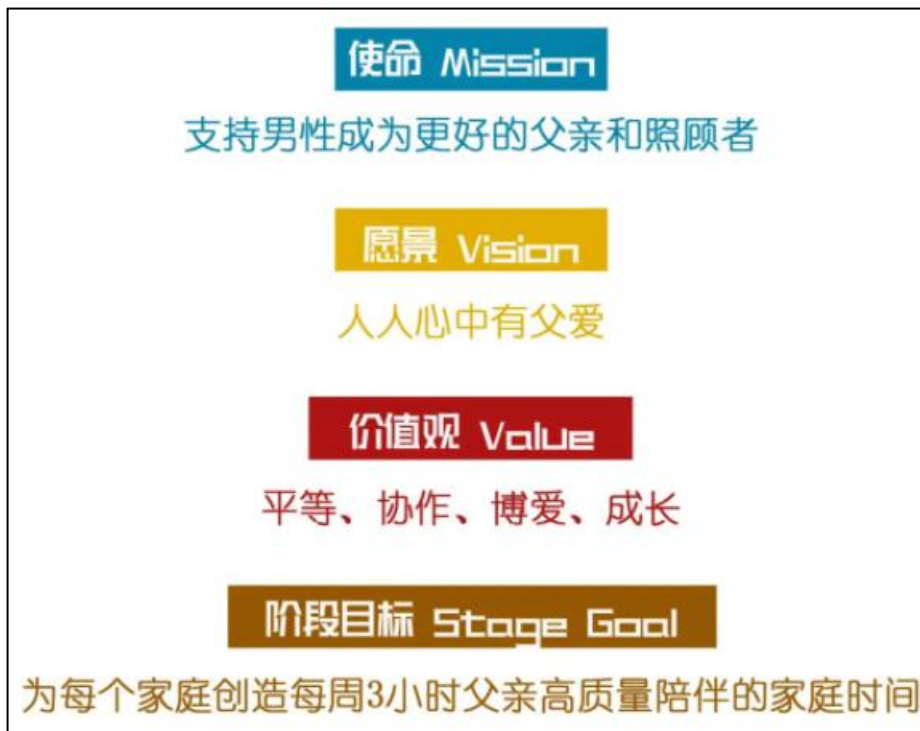 使命 Mission
支持男性成为更好的父亲和照顾者
愿景 Vision
人人心中有父爱
价值观 Value
平等、协作、博爱、成长
阶段目标 Stage Goal
为每个家庭创造每周3小时父亲高质量陪伴的家庭时间